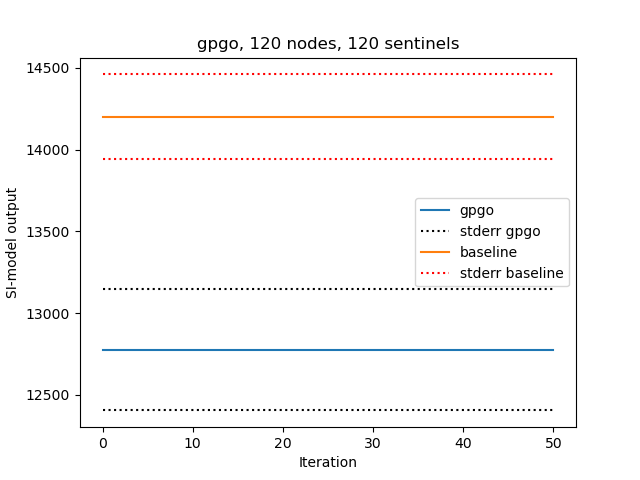 gpgo, 120 nodes, 120 sentinels
14500
14000
13500
13000
12500
SI-model output
gpgo
stderr gpgo
baseline
stderr baseline
0 10 20 30 40 50
Iteration